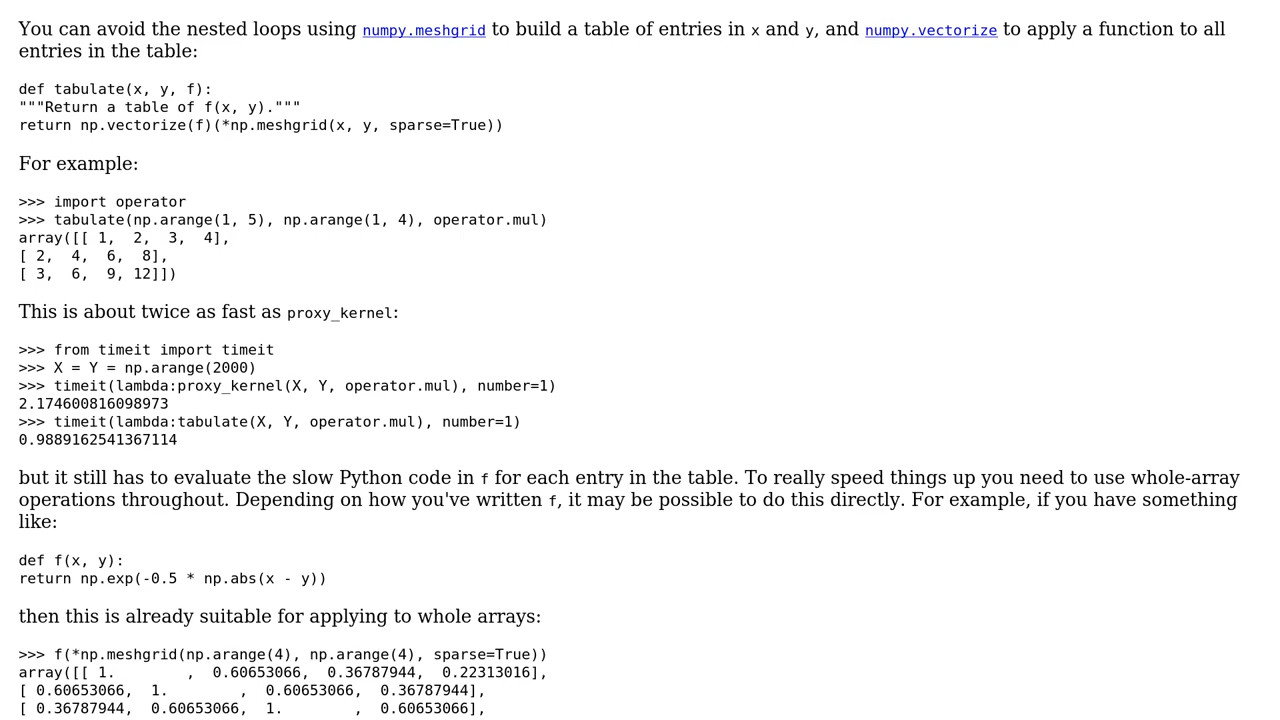 You can avoid the nested loops using numpy.meshgrid to build a table of entries in x and y, and numpy.vectorize to apply a function to all
entries in the table:
def tabulate(x, y, f):
"""Return a table of f(x, y)."""
return np.vectorize(f)(*np.meshgrid(x, y, sparse=True))
For example:
>>> import operator
>>> tabulate(np.arange(1, 5), np.arange(1, 4), operator.mul)
array([[ 1,  2,  3,  4],
[ 2,  4,  6,  8],
[ 3,  6,  9, 12]])
This is about twice as fast as proxy_kernel:
>>> from timeit import timeit
>>> X = Y = np.arange(2000)
>>> timeit(lambda:proxy_kernel(X, Y, operator.mul), number=1)
2.174600816098973
>>> timeit(lambda:tabulate(X, Y, operator.mul), number=1)
0.9889162541367114
but it still has to evaluate the slow Python code in f for each entry in the table. To really speed things up you need to use whole-array
operations throughout. Depending on how you've written f, it may be possible to do this directly. For example, if you have something
like:
def f(x, y):
return np.exp(-0.5 * np.abs(x - y))
then this is already suitable for applying to whole arrays:
>>> f(*np.meshgrid(np.arange(4), np.arange(4), sparse=True))
array([[ 1.        ,  0.60653066,  0.36787944,  0.22313016],
[ 0.60653066,  1.        ,  0.60653066,  0.36787944],
[ 0.36787944,  0.60653066,  1.        ,  0.60653066],